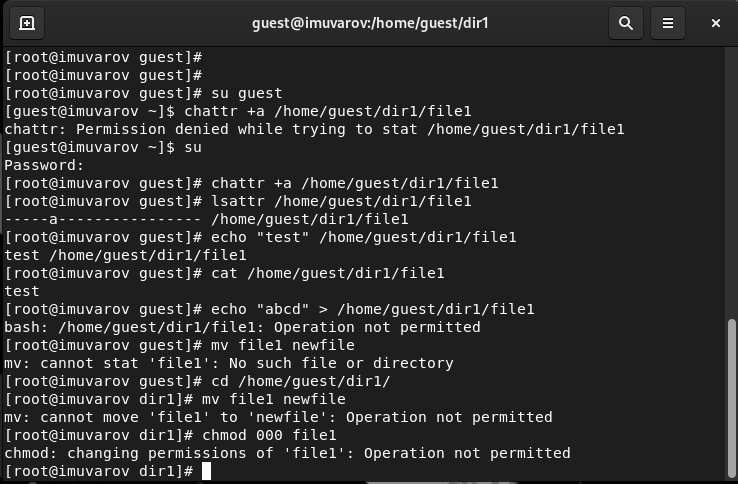 guest@imuvarov:/home/guest/dir1
[root@imuvarov guest]#
[root@imuvarov guest]#
[root@imuvarov guest]# su guest
[guest@imuvarov ~]$ chattr +a /home/guest/dir1/file1
chattr: Permission denied while trying to stat /home/guest/dir1/file1
[guest@imuvarov ~]$ su
Password:
[root@imuvarov guest]# chattr +a /home/guest/dir1/file1
[root@imuvarov guest]# lsattr /home/guest/dir1/file1
-----a---------------- /home/guest/dir1/file1
[root@imuvarov guest]# echo "test" /home/guest/dir1/file1
test /home/guest/dir1/file1
[root@imuvarov guest]# cat /home/guest/dir1/file1
test
[root@imuvarov guest]# echo "abcd" > /home/guest/dir1/file1
bash: /home/guest/dir1/file1: Operation not permitted
[root@imuvarov guest]# mv file1 newfile
mv: cannot stat 'file1': No such file or directory
[root@imuvarov guest]# cd /home/guest/dir1/
[root@imuvarov dir1]# mv file1 newfile
mv: cannot move 'file1' to 'newfile': Operation not permitted
[root@imuvarov dir1]# chmod 000 file1
chmod: changing permissions of 'file1': Operation not permitted
[root@imuvarov dir1]#